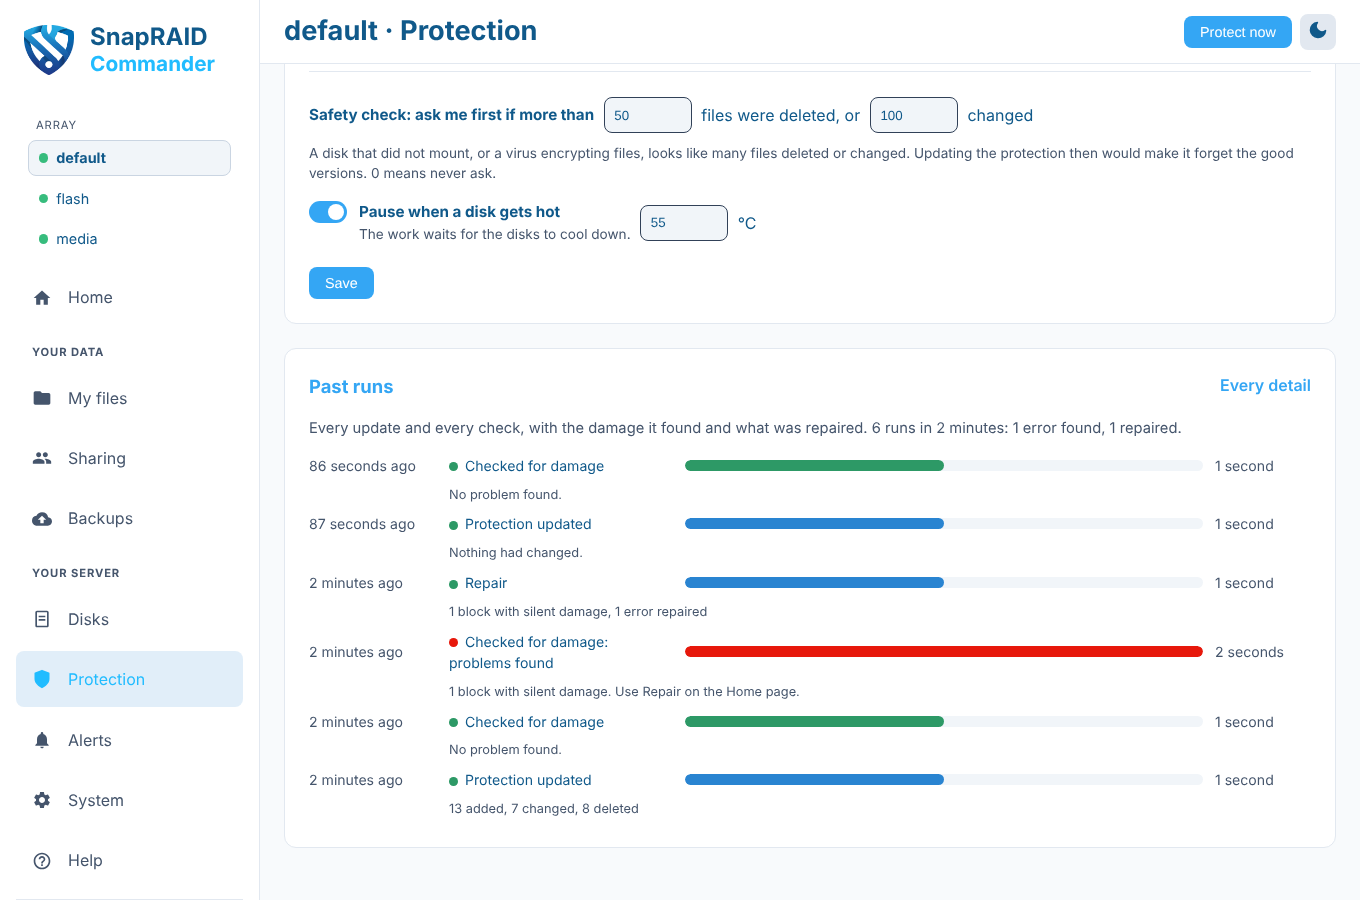 SnapRAID
Commander
ARRAY
default
flash
media
Home
YOUR DATA
My files
Sharing
Backups
YOUR SERVER
Disks
Protection
Alerts
System
Help
default · Protection
Protect now
Safety check: ask me first if more than 50 files were deleted, or 100 changed
A disk that did not mount, or a virus encrypting files, looks like many files deleted or changed. Updating the protection then would make it forget the good
versions. 0 means never ask.
Pause when a disk gets hot
The work waits for the disks to cool down. 55 °C
Save
Past runs
Every detail
Every update and every check, with the damage it found and what was repaired. 6 runs in 2 minutes: 1 error found, 1 repaired.
86 seconds ago Checked for damage 1 second
No problem found.
87 seconds ago Protection updated 1 second
Nothing had changed.
2 minutes ago Repair 1 second
1 block with silent damage, 1 error repaired
2 minutes ago Checked for damage:
problems found 2 seconds
1 block with silent damage. Use Repair on the Home page.
2 minutes ago Checked for damage 1 second
No problem found.
2 minutes ago Protection updated 1 second
13 added, 7 changed, 8 deleted